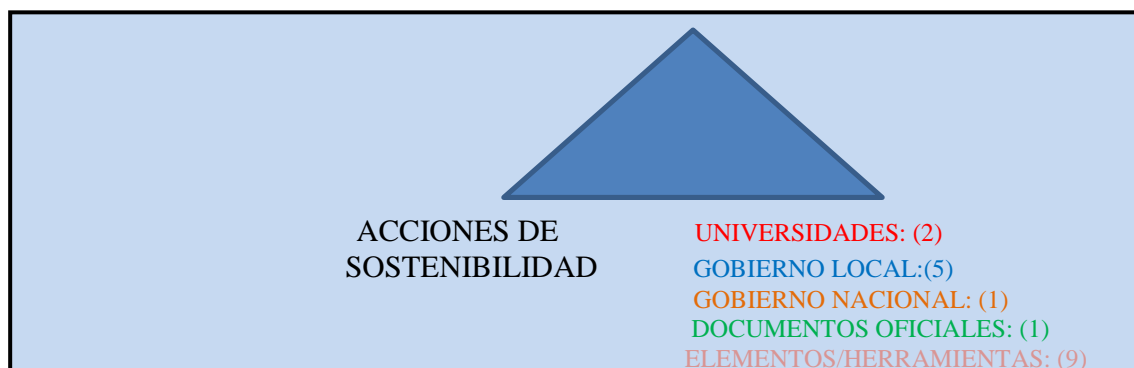 ACCIONES DE
SOSTENIBILIDAD
UNIVERSIDADES: (2)
GOBIERNO LOCAL:(5)
GOBIERNO NACIONAL: (1)
DOCUMENTOS OFICIALES: (1)
ELEMENTOS/HERRAMIENTAS: (9)